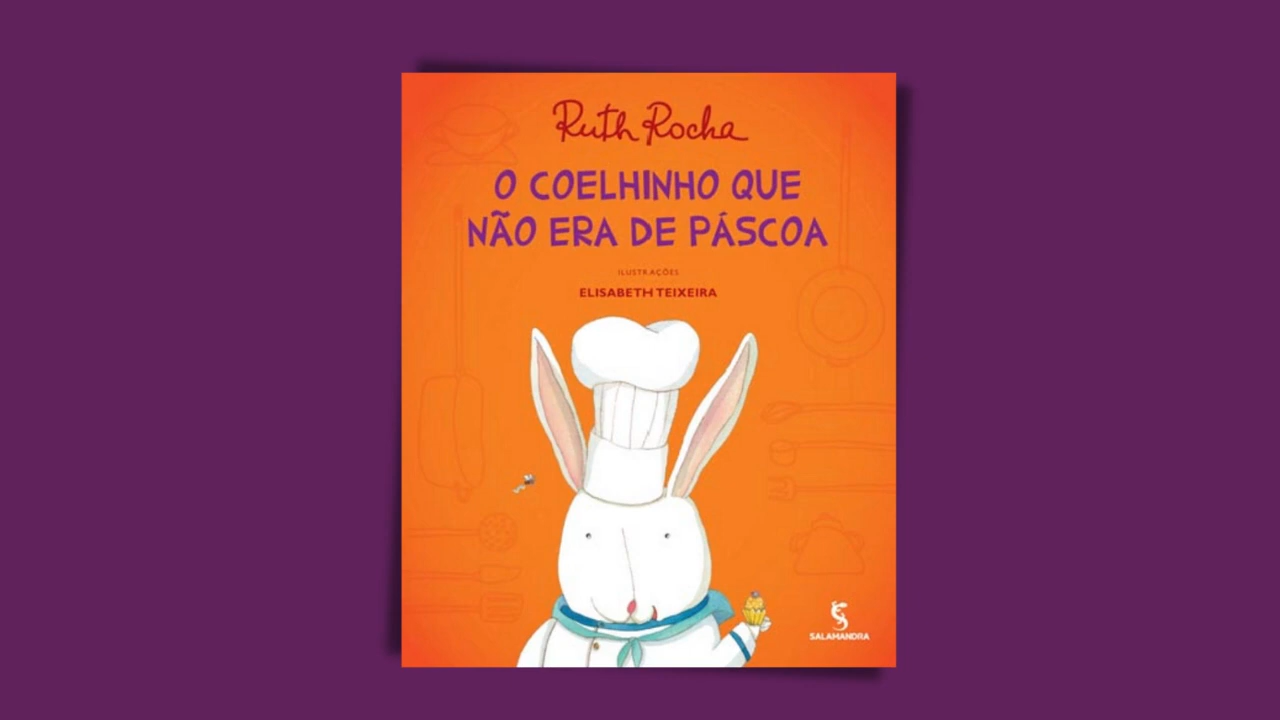 Ruth Rocha
O COELHINHO QUE
NÃO ERA DE PÁSCOA
ILUSTRAÇÕES
ELISABETH TEIXEIRA
SALAMANDRA